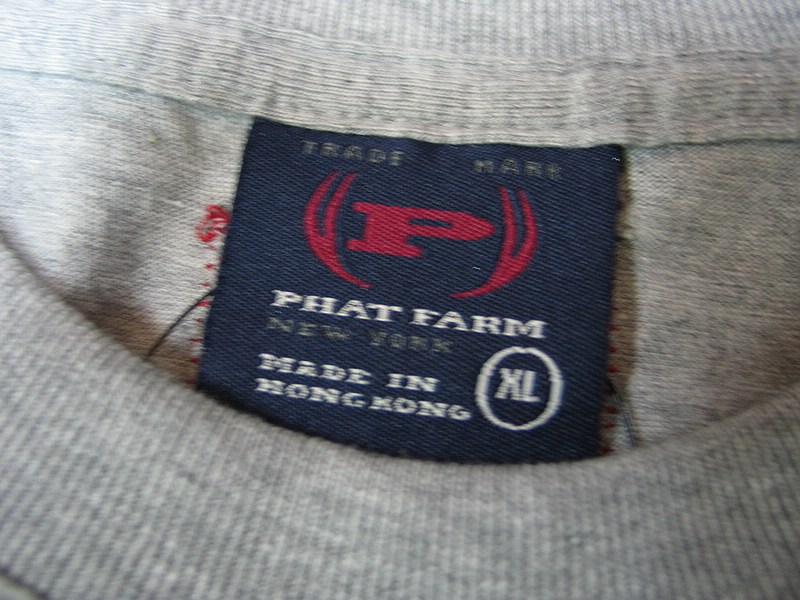 TRADE MARK
P
PHAT FARM
NEW YORK
MADE IN
HONG KONG
XL